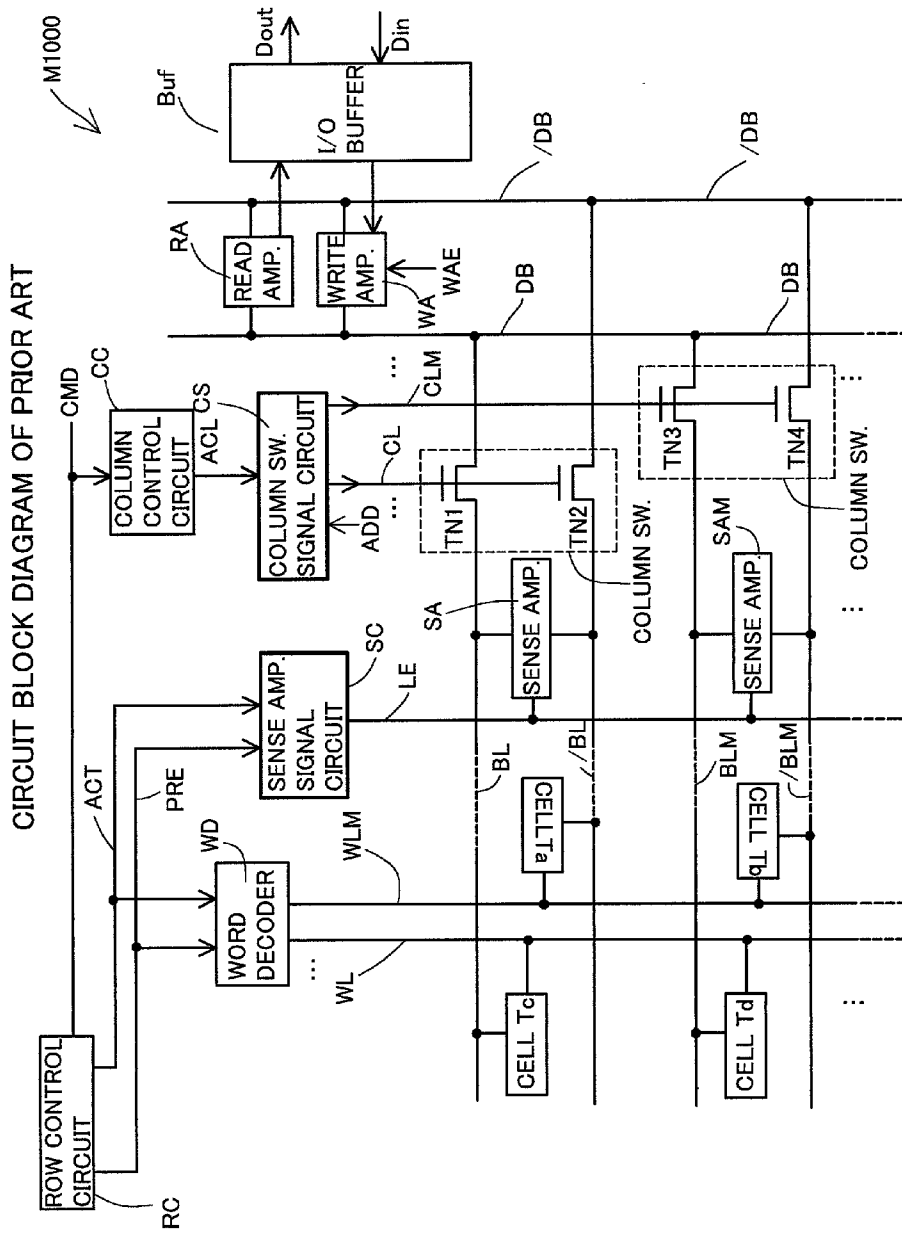 CIRCUIT BLOCK DIAGRAM OF PRIOR ART
M1000
ROW CONTROL
CIRCUIT
RC
CMD
CC
COLUMN
CONTROL
CIRCUIT
ACL
CS
COLUMN SW.
SIGNAL CIRCUIT
ADD
...
CL
CLM
...
ACT
PRE
WD
WORD
DECODER
...
WL
WLM
SENSE AMP.
SIGNAL
CIRCUIT
SC
LE
RA
READ
AMP.
WRITE
AMP.
WA
WAE
Buf
I/O
BUFFER
Dout
Din
DB
/DB
CELL Tc
CELL Ta
BL
/BL
SA
SENSE AMP.
TN1
TN2
COLUMN SW.
DB
/DB
CELL Td
CELL Tb
BLM
/BLM
SAM
SENSE AMP.
TN3
TN4
COLUMN SW.
...
...
...